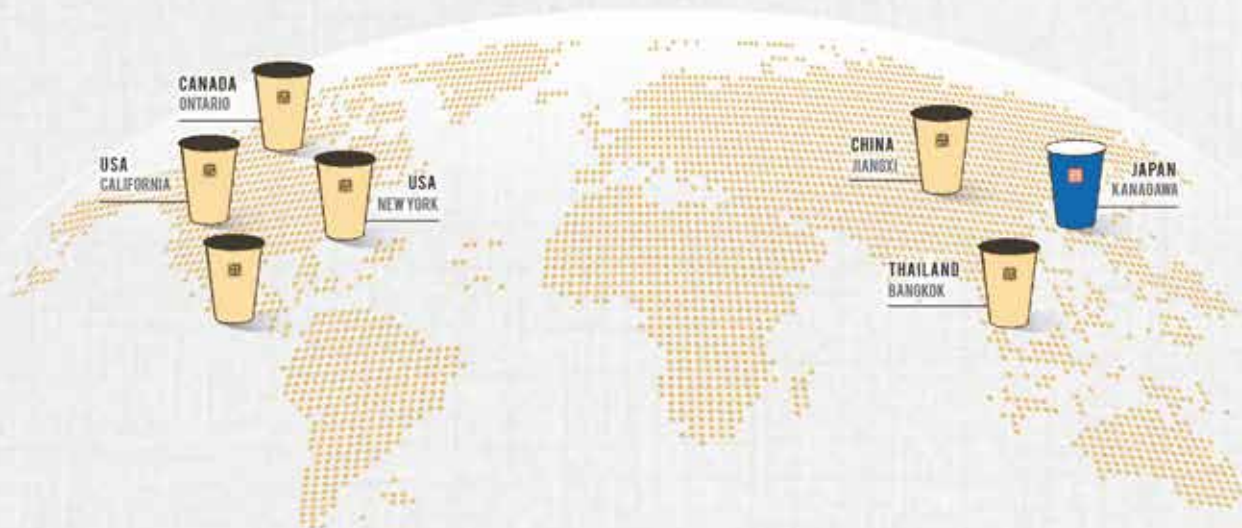 CANADA
ONTARIO
USA
CALIFORNIA
USA
NEW YORK
CHINA
JIANGXI
JAPAN
KANAGAWA
THAILAND
BANGKOK